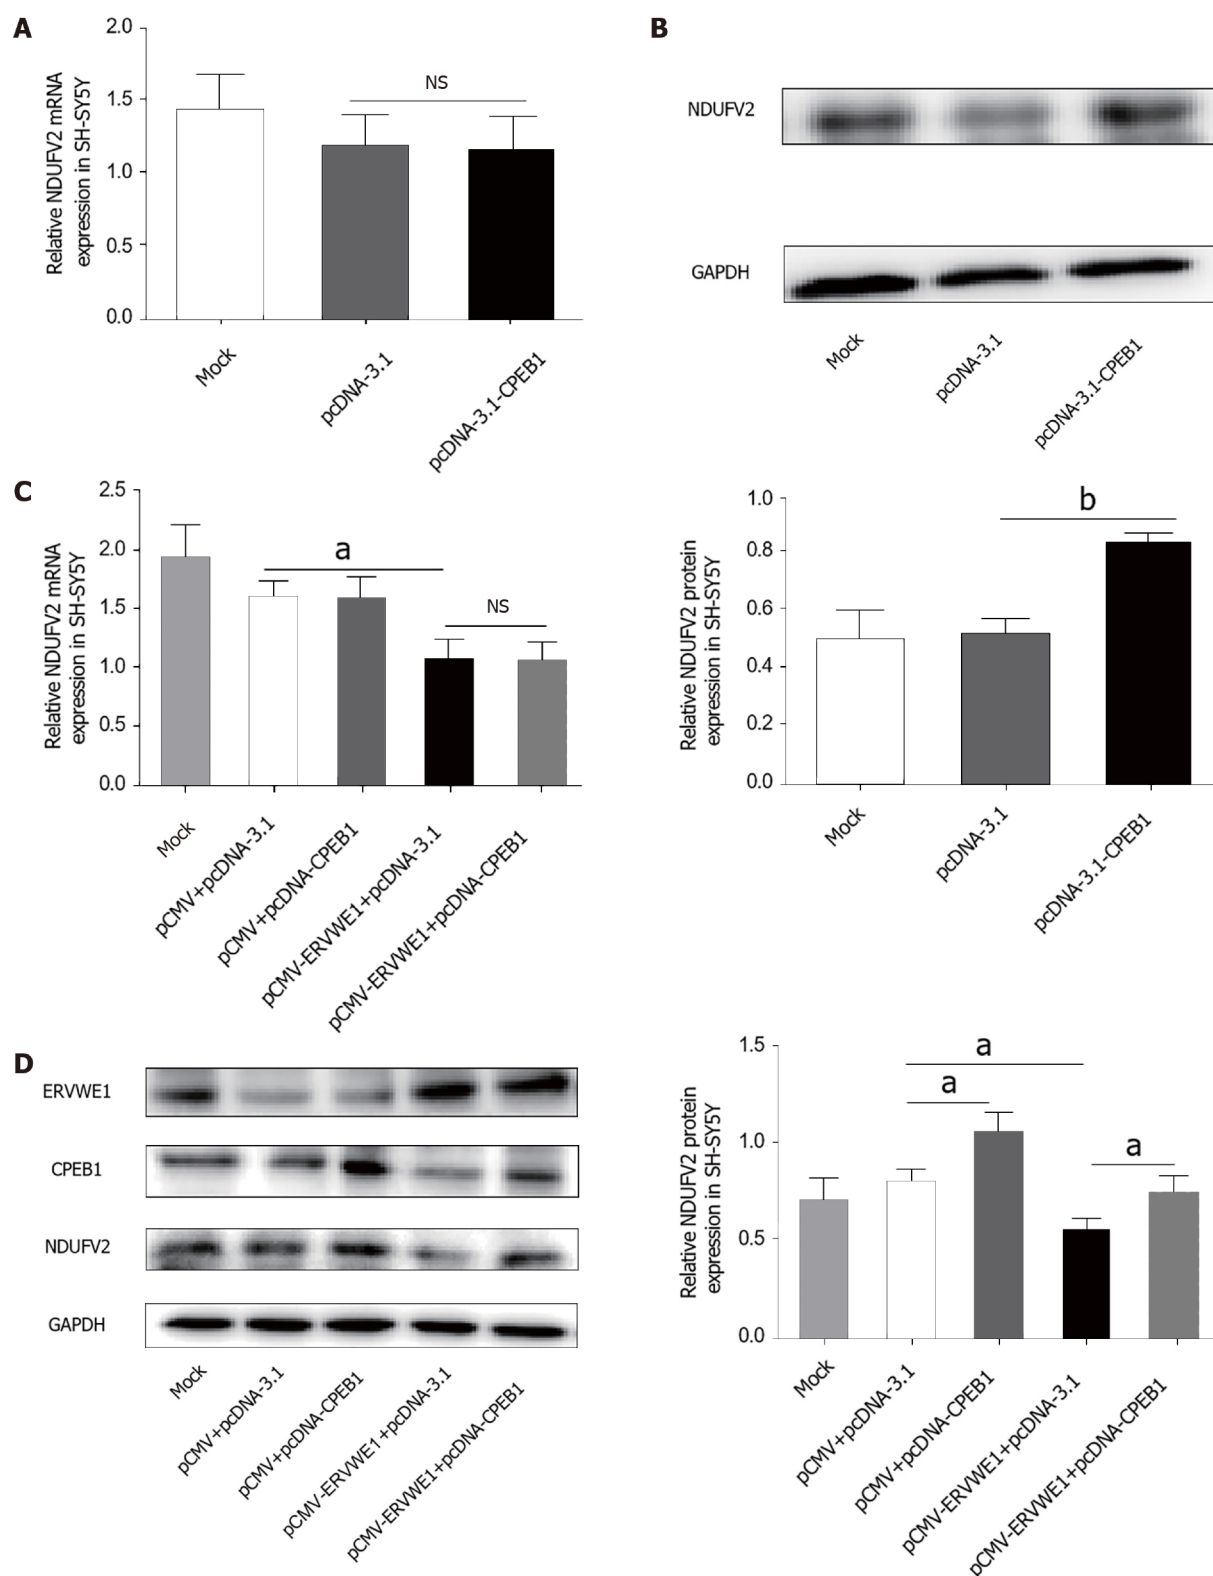 A
Relative NDUFV2 mRNA
expression in SH-SY5Y
2.0
1.5
1.0
0.5
0.0
NS
Mock
pcDNA-3.1
pcDNA-3.1-CPEB1
B
NDUFV2
GAPDH
Mock
pcDNA-3.1
pcDNA-3.1-CPEB1
Relative NDUFV2 protein
expression in SH-SY5Y
1.0
0.8
0.6
0.4
0.2
0.0
b
Mock
pcDNA-3.1
pcDNA-3.1-CPEB1
C
Relative NDUFV2 mRNA
expression in SH-SY5Y
2.5
2.0
1.5
1.0
0.5
0.0
a
NS
Mock
pCMV+pcDNA-3.1
pCMV+pcDNA-CPEB1
pCMV-ERVWE1+pcDNA-3.1
pCMV-ERVWE1+pcDNA-CPEB1
D
ERVWE1
CPEB1
NDUFV2
GAPDH
Mock
pCMV+pcDNA-3.1
pCMV+pcDNA-CPEB1
pCMV-ERVWE1+pcDNA-3.1
pCMV-ERVWE1+pcDNA-CPEB1
Relative NDUFV2 protein
expression in SH-SY5Y
1.5
1.0
0.5
0.0
a
a
a
Mock
pCMV+pcDNA-3.1
pCMV+pcDNA-CPEB1
pCMV-ERVWE1+pcDNA-3.1
pCMV-ERVWE1+pcDNA-CPEB1